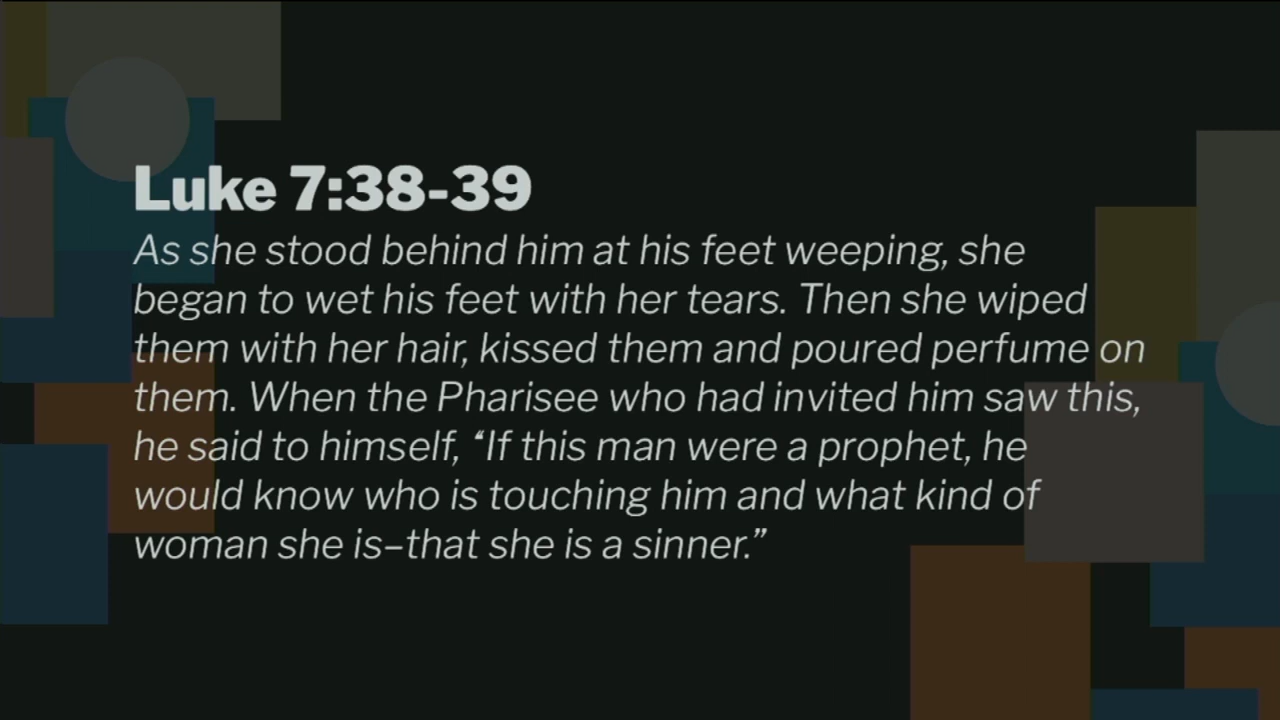 Luke 7:38-39
As she stood behind him at his feet weeping, she
began to wet his feet with her tears. Then she wiped
them with her hair, kissed them and poured perfume on
them. When the Pharisee who had invited him saw this,
he said to himself, “If this man were a prophet, he
would know who is touching him and what kind of
woman she is–that she is a sinner.”